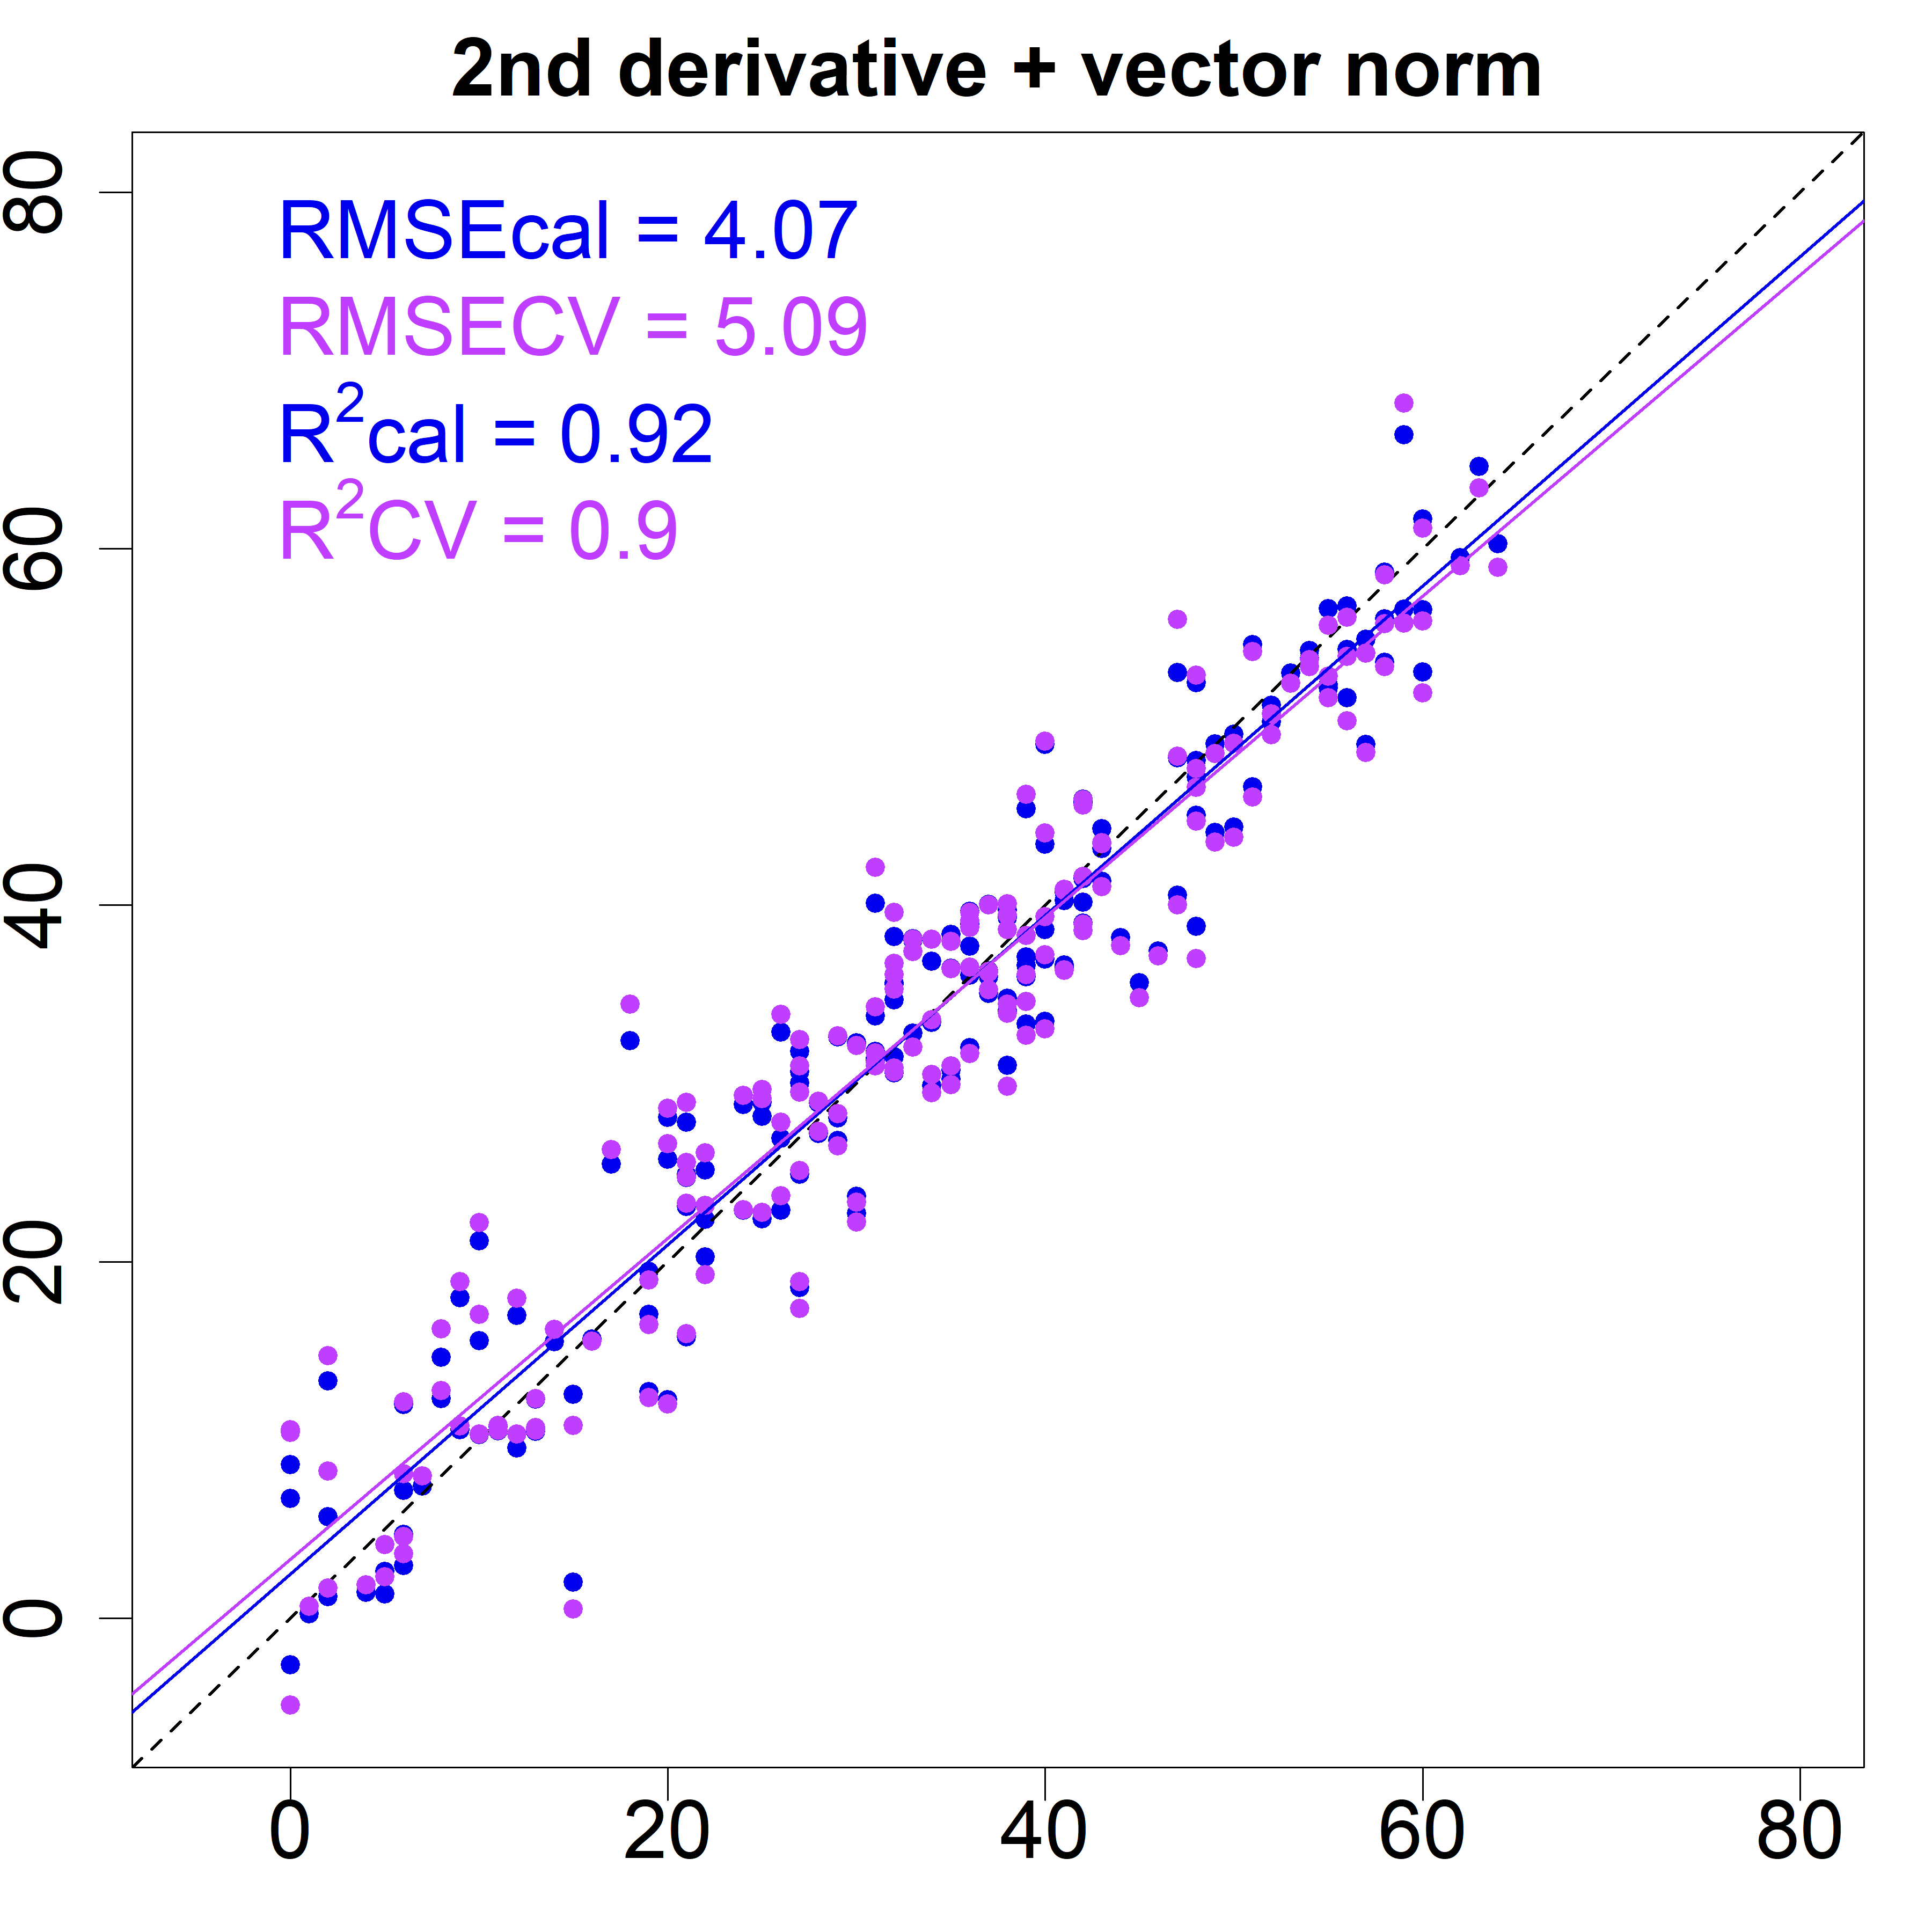 2nd derivative + vector norm
80
60
40
20
0
RMSEcal = 4.07
RMSECV = 5.09
R²cal = 0.92
R²CV = 0.9
0 20 40 60 80